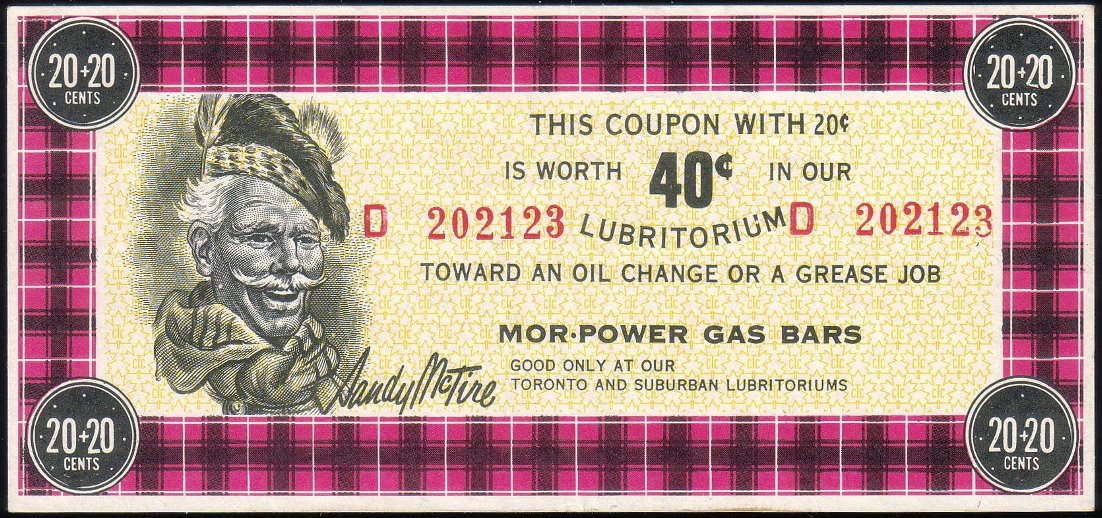 20+20
CENTS
20+20
CENTS
THIS COUPON WITH 20¢
IS WORTH 40¢ IN OUR
D 202123 LUBRITORIUM D 202123
TOWARD AN OIL CHANGE OR A GREASE JOB
MOR·POWER GAS BARS
GOOD ONLY AT OUR
TORONTO AND SUBURBAN LUBRITORIUMS
Sandy McTire
20+20
CENTS
20+20
CENTS